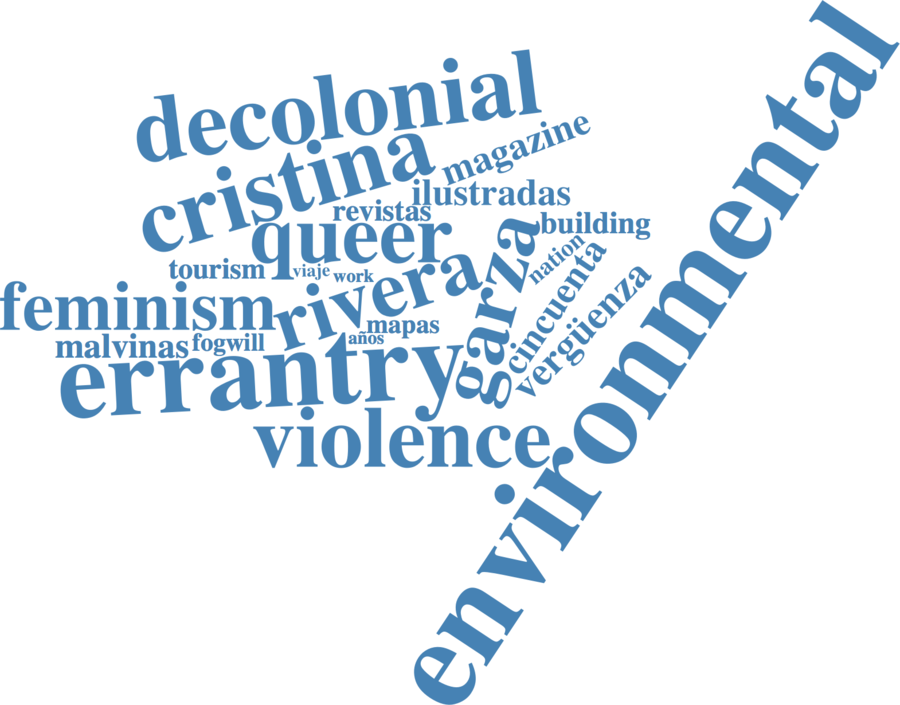 decolonial
environmental
cristina
magazine
ilustradas
revistas
queer
building
tourism
viaje
work
rivera
garza
nation
cincuenta
vergüenza
feminism
mapas
años
malvinas
fogwill
errantry
violence